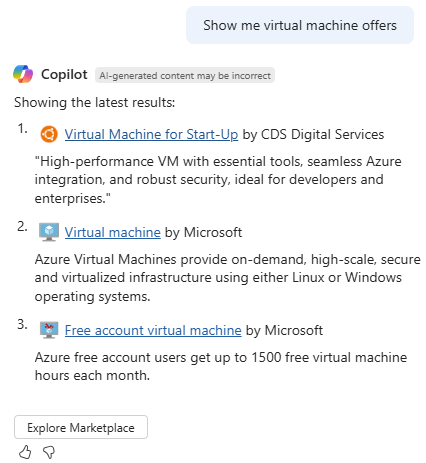 Show me virtual machine offers
Copilot AI-generated content may be incorrect
Showing the latest results:
1. Virtual Machine for Start-Up by CDS Digital Services
"High-performance VM with essential tools, seamless Azure
integration, and robust security, ideal for developers and
enterprises."
2. Virtual machine by Microsoft
Azure Virtual Machines provide on-demand, high-scale, secure
and virtualized infrastructure using either Linux or Windows
operating systems.
3. Free account virtual machine by Microsoft
Azure free account users get up to 1500 free virtual machine
hours each month.
Explore Marketplace